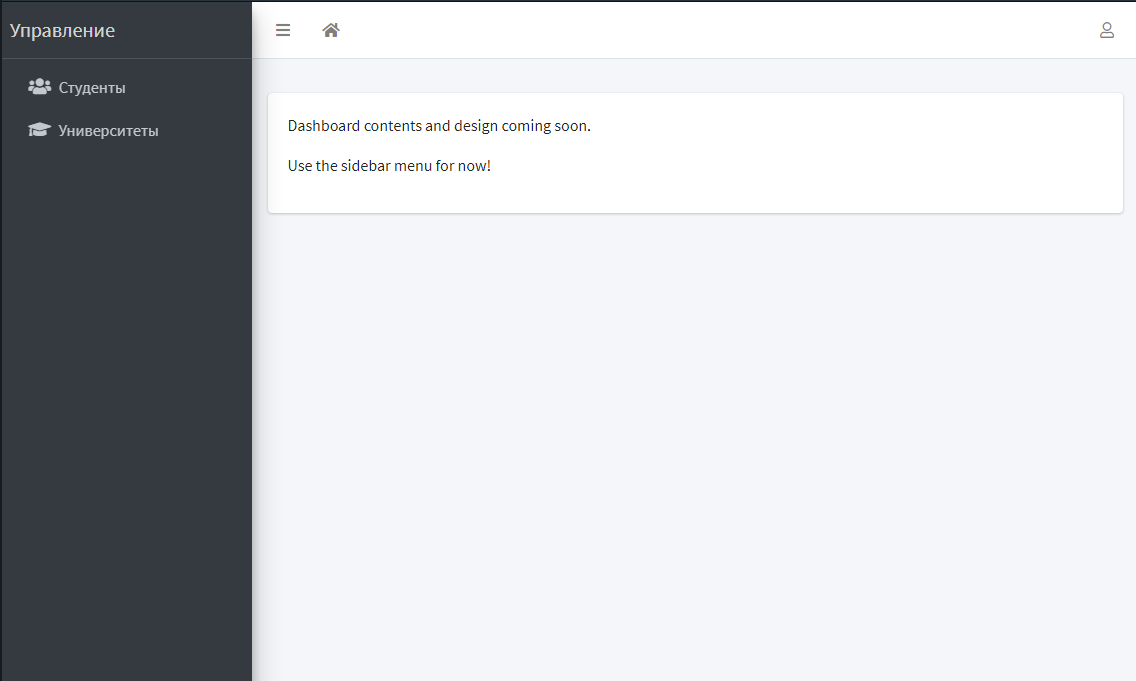 Управление
Студенты
Университеты
Dashboard contents and design coming soon.
Use the sidebar menu for now!